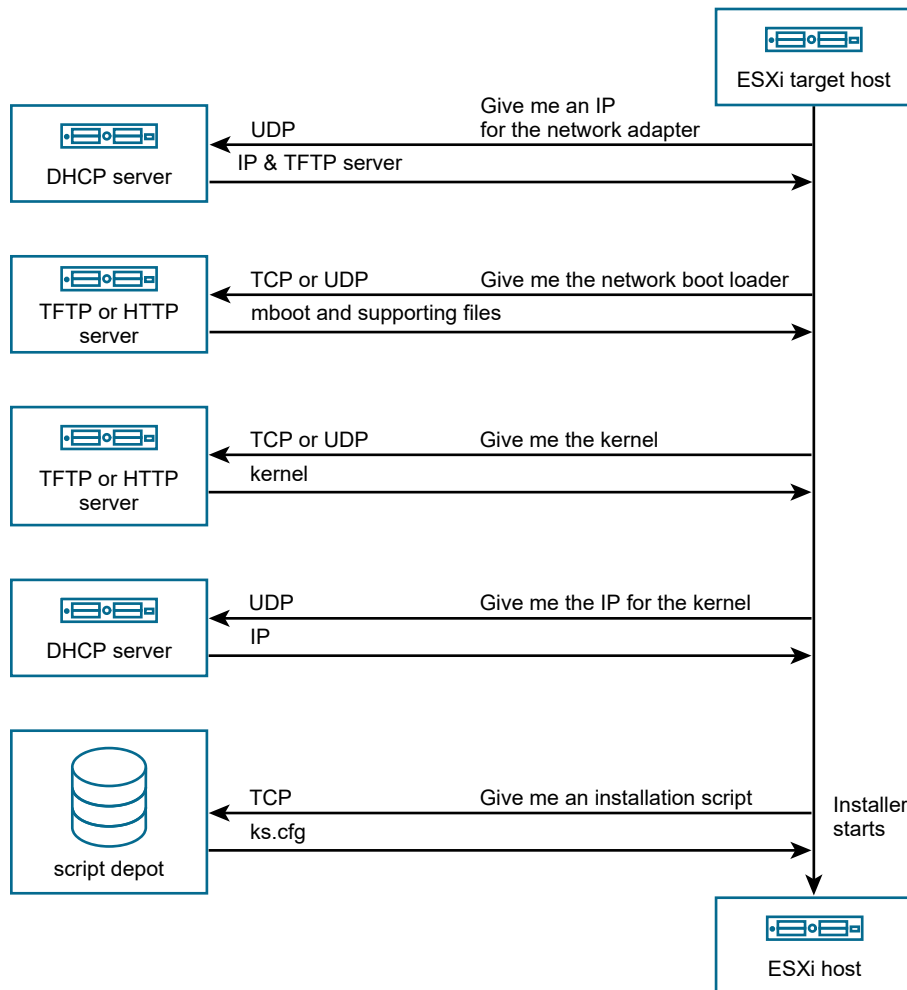 ESXi target host
Give me an IP
for the network adapter
UDP
IP & TFTP server
DHCP server
TCP or UDP
Give me the network boot loader
mboot and supporting files
TFTP or HTTP
server
TCP or UDP
Give me the kernel
kernel
TFTP or HTTP
server
UDP
Give me the IP for the kernel
IP
DHCP server
TCP
Give me an installation script
ks.cfg
script depot
Installer
starts
ESXi host